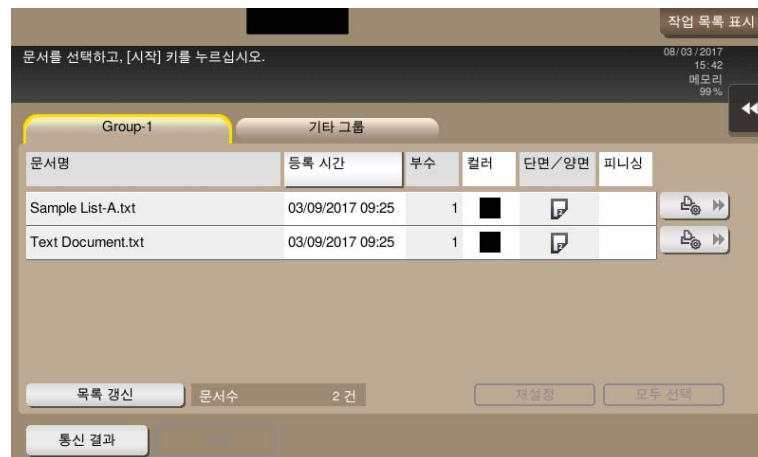 작업 목록 표시
문서를 선택하고, [시작] 키를 누르십시오.
08/03/2017
15:42
메모리
99%
Group-1
기타 그룹
문서명
등록 시간
부수
컬러
단면/양면
피니싱
Sample List-A.txt
03/09/2017 09:25
1
Text Document.txt
03/09/2017 09:25
1
목록 갱신
문서수
2 건
재설정
모두 선택
통신 결과